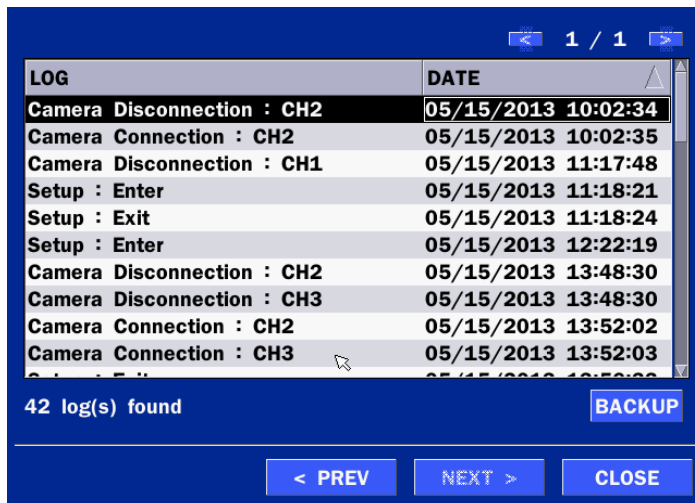 < 1 / 1 >
LOG DATE
Camera Disconnection : CH2 05/15/2013 10:02:34
Camera Connection : CH2 05/15/2013 10:02:35
Camera Disconnection : CH1 05/15/2013 11:17:48
Setup : Enter 05/15/2013 11:18:21
Setup : Exit 05/15/2013 11:18:24
Setup : Enter 05/15/2013 12:22:19
Camera Disconnection : CH2 05/15/2013 13:48:30
Camera Disconnection : CH3 05/15/2013 13:48:30
Camera Connection : CH2 05/15/2013 13:52:02
Camera Connection : CH3 05/15/2013 13:52:03
42 log(s) found BACKUP
< PREV NEXT > CLOSE